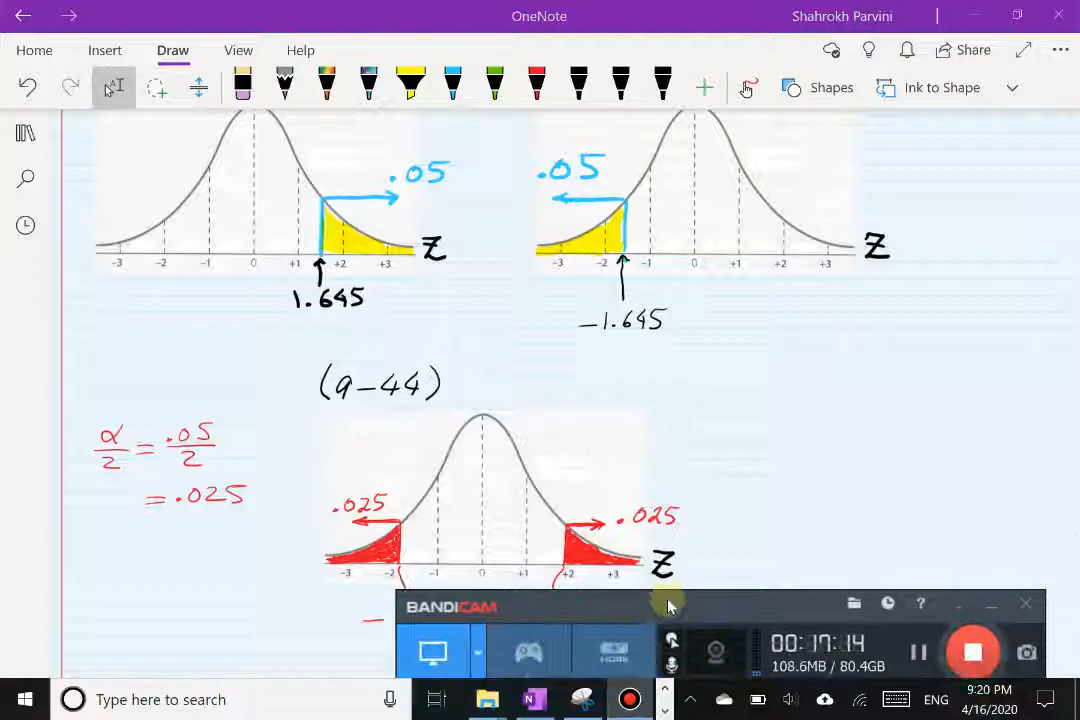 OneNote
Shahrokh Parvini
Home Insert Draw View Help
Share
Shapes
Ink to Shape
.05
-3 -2 -1 0 +1 +2 +3
Z
1.645
.05
-3 -2 -1 0 +1 +2 +3
Z
-1.645
(9-44)
α/2 = .05/2
= .025
.025
.025
-3 -2 -1 0 +1 +2 +3
Z
-
BANDICAM
?
HDMI
00:17:14
108.6MB / 80.4GB
Type here to search
ENG
9:20 PM
4/16/2020